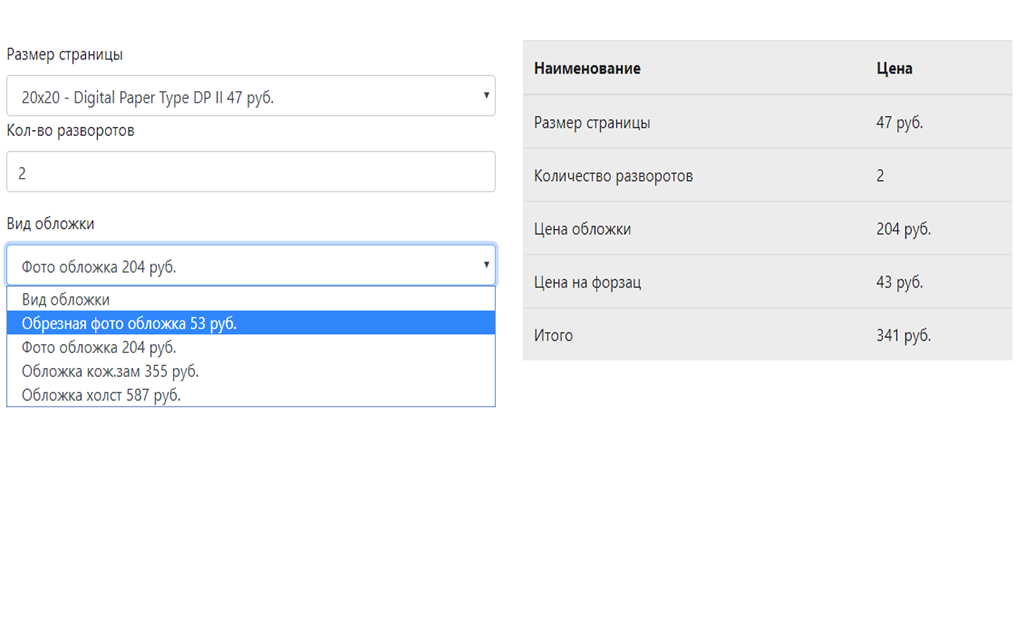 Размер страницы
20x20 - Digital Paper Type DP II 47 руб.
Кол-во разворотов
2
Вид обложки
Фото обложка 204 руб.
Вид обложки
Обрезная фото обложка 53 руб.
Фото обложка 204 руб.
Обложка кож.зам 355 руб.
Обложка холст 587 руб.
Наименование Цена
Размер страницы 47 руб.
Количество разворотов 2
Цена обложки 204 руб.
Цена на форзац 43 руб.
Итого 341 руб.